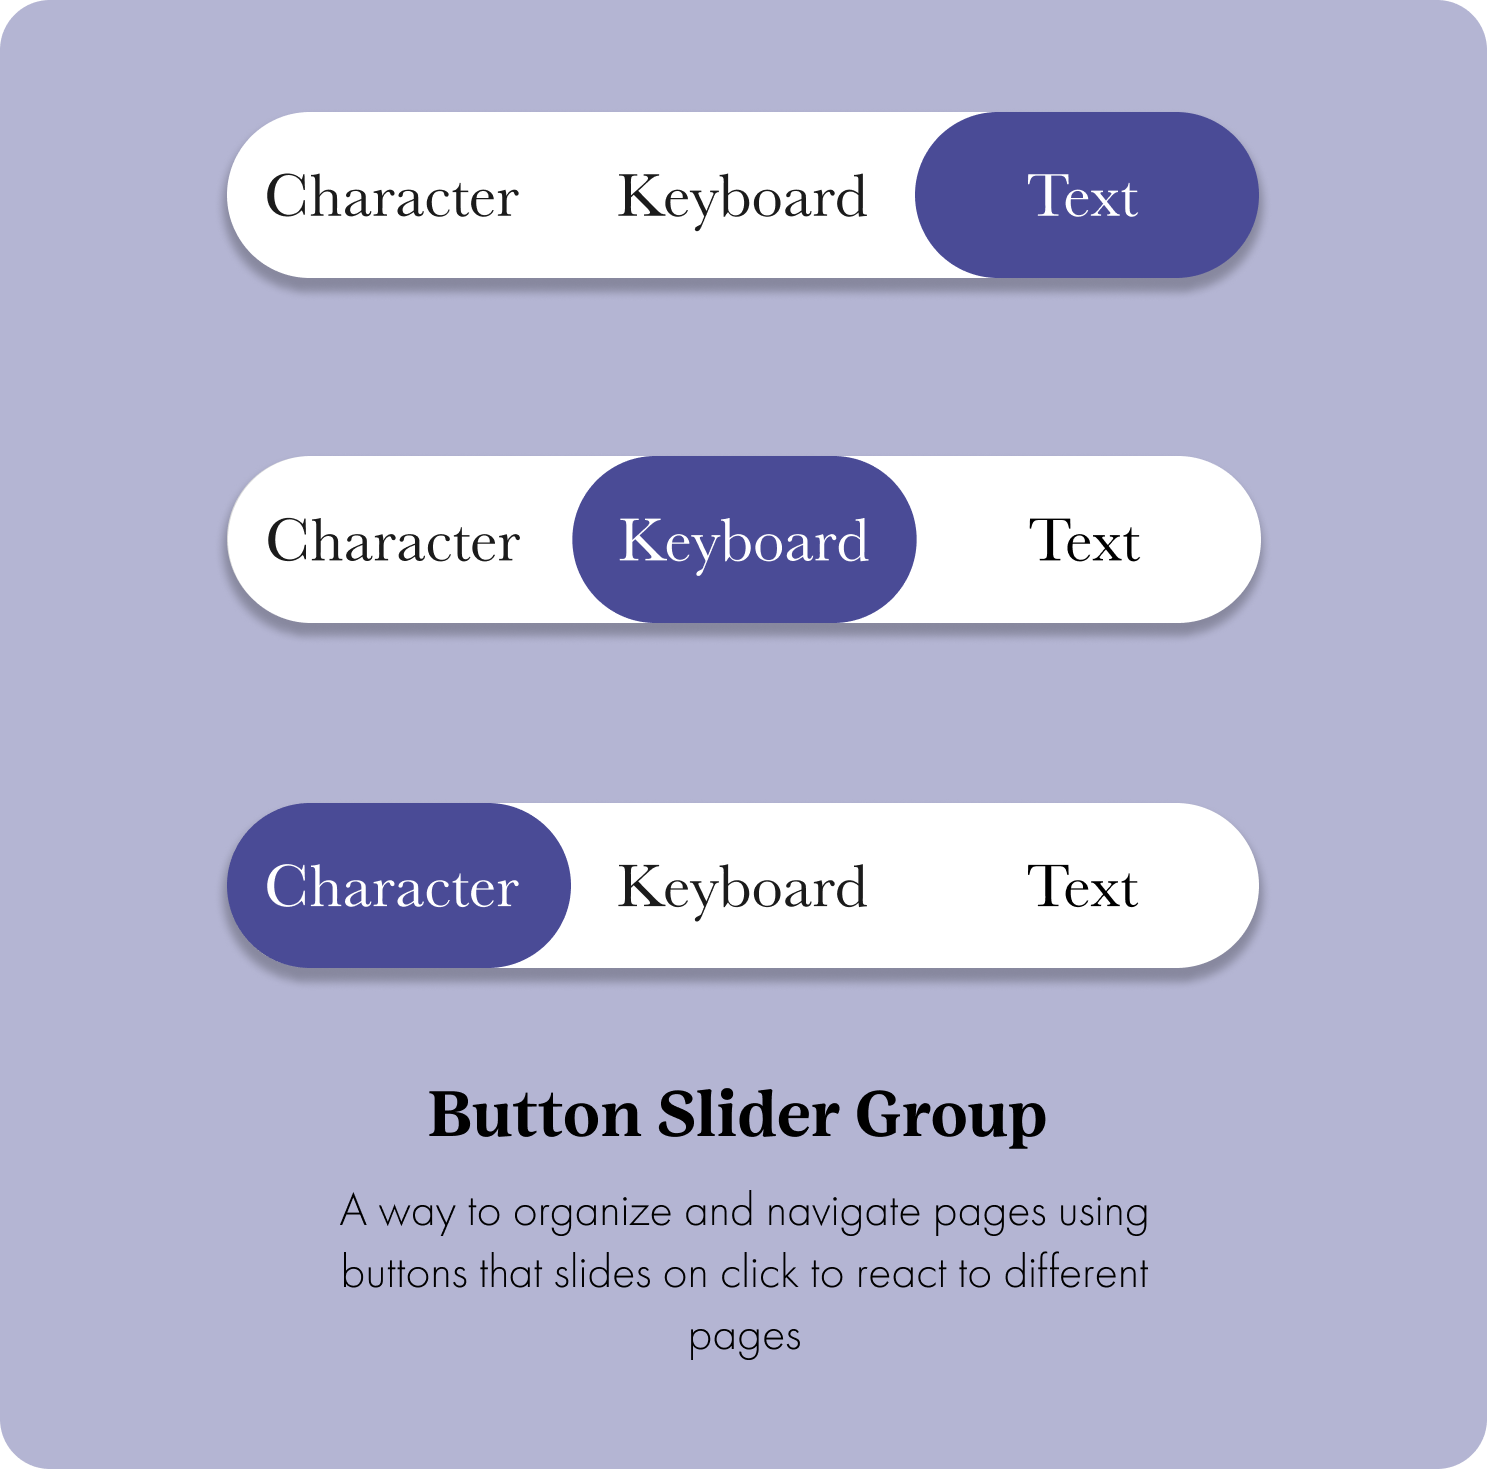 Character Keyboard Text
Character Keyboard Text
Character Keyboard Text
Button Slider Group
A way to organize and navigate pages using
buttons that slides on click to react to different
pages